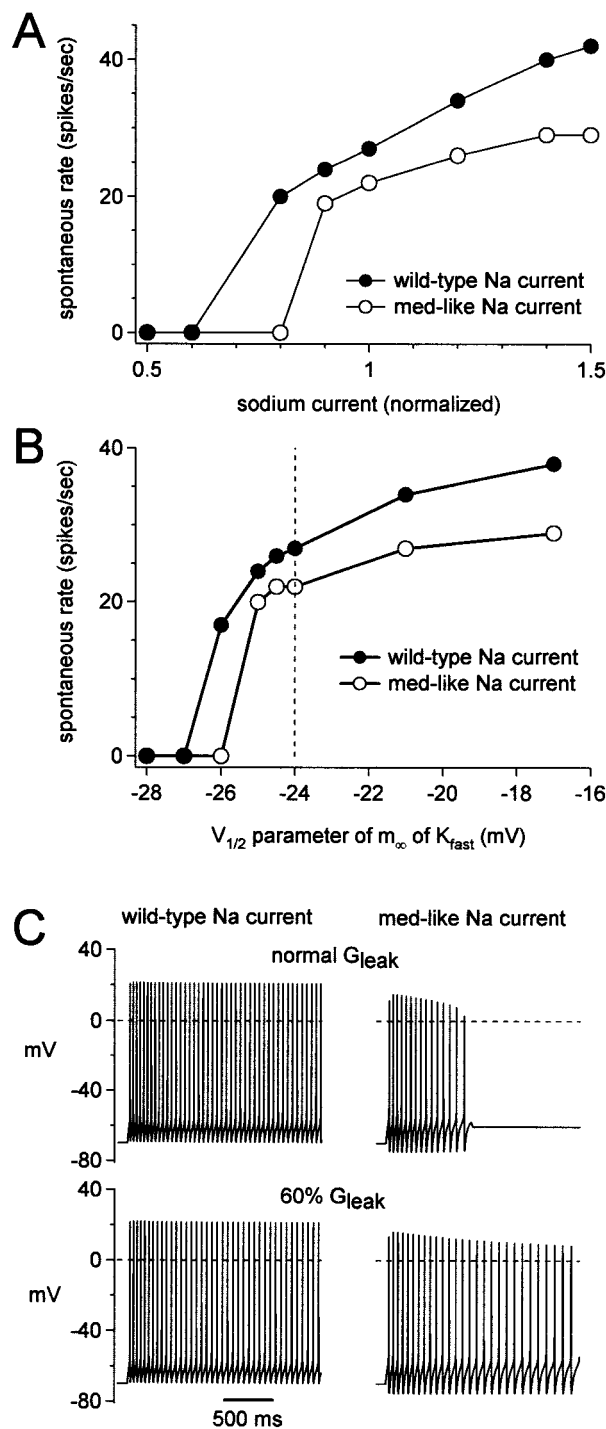 A
spontaneous rate (spikes/sec)
40
20
0
wild-type Na current
med-like Na current
0.5
1
1.5
sodium current (normalized)
B
spontaneous rate (spikes/sec)
40
20
0
wild-type Na current
med-like Na current
-28
-26
-24
-22
-20
-18
-16
V1/2 parameter of m∞ of Kfast (mV)
C
wild-type Na current
med-like Na current
normal Gleak
40
0
mV
-80
60% Gleak
40
0
mV
-80
500 ms